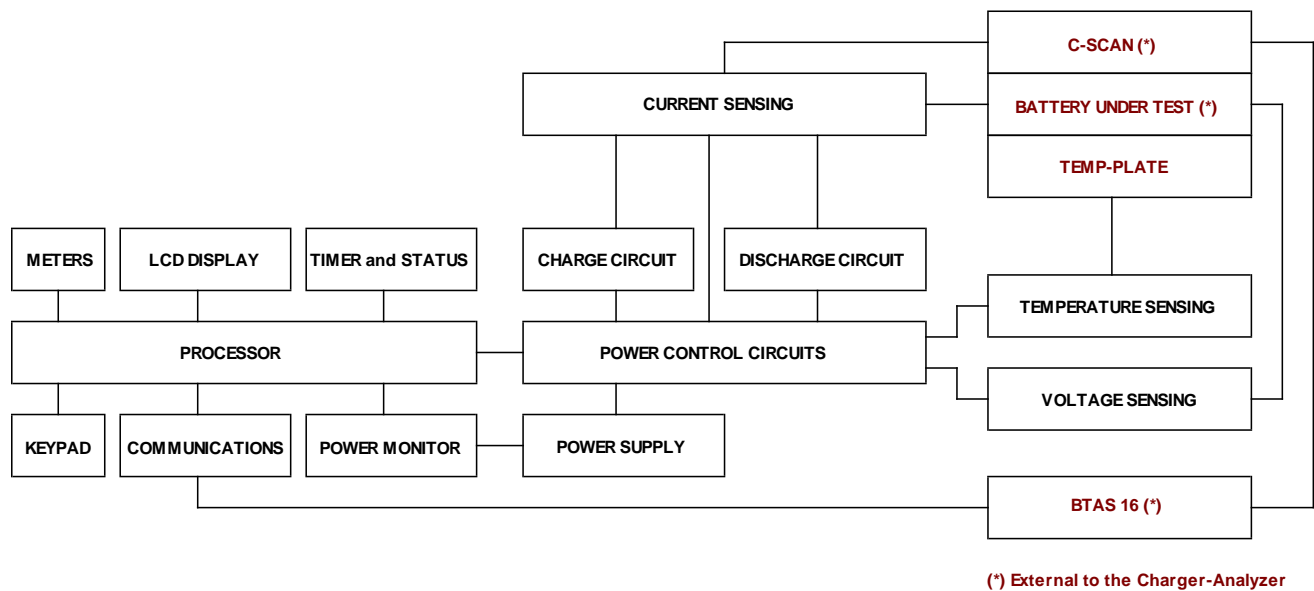 C-SCAN (*)
CURRENT SENSING
BATTERY UNDER TEST (*)
TEMP-PLATE
METERS
LCD DISPLAY
TIMER and STATUS
CHARGE CIRCUIT
DISCHARGE CIRCUIT
TEMPERATURE SENSING
PROCESSOR
POWER CONTROL CIRCUITS
VOLTAGE SENSING
KEYPAD
COMMUNICATIONS
POWER MONITOR
POWER SUPPLY
BTAS 16 (*)
(*) External to the Charger-Analyzer